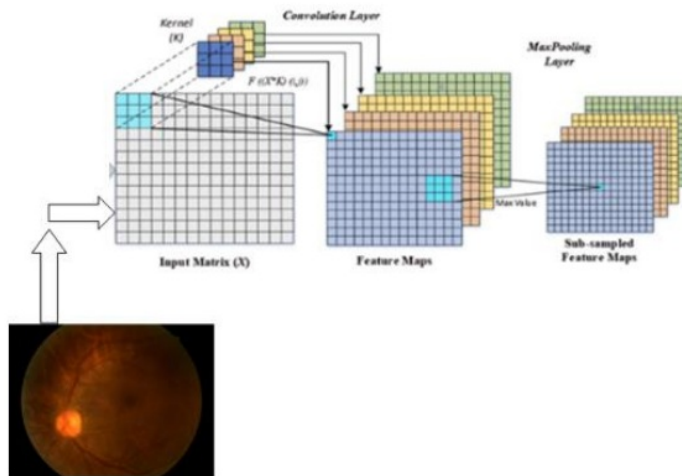 Kernel
(K)
Convolution Layer
MaxPooling
Layer
Max Value
Input Matrix (X)
Feature Maps
Sub-sampled
Feature Maps